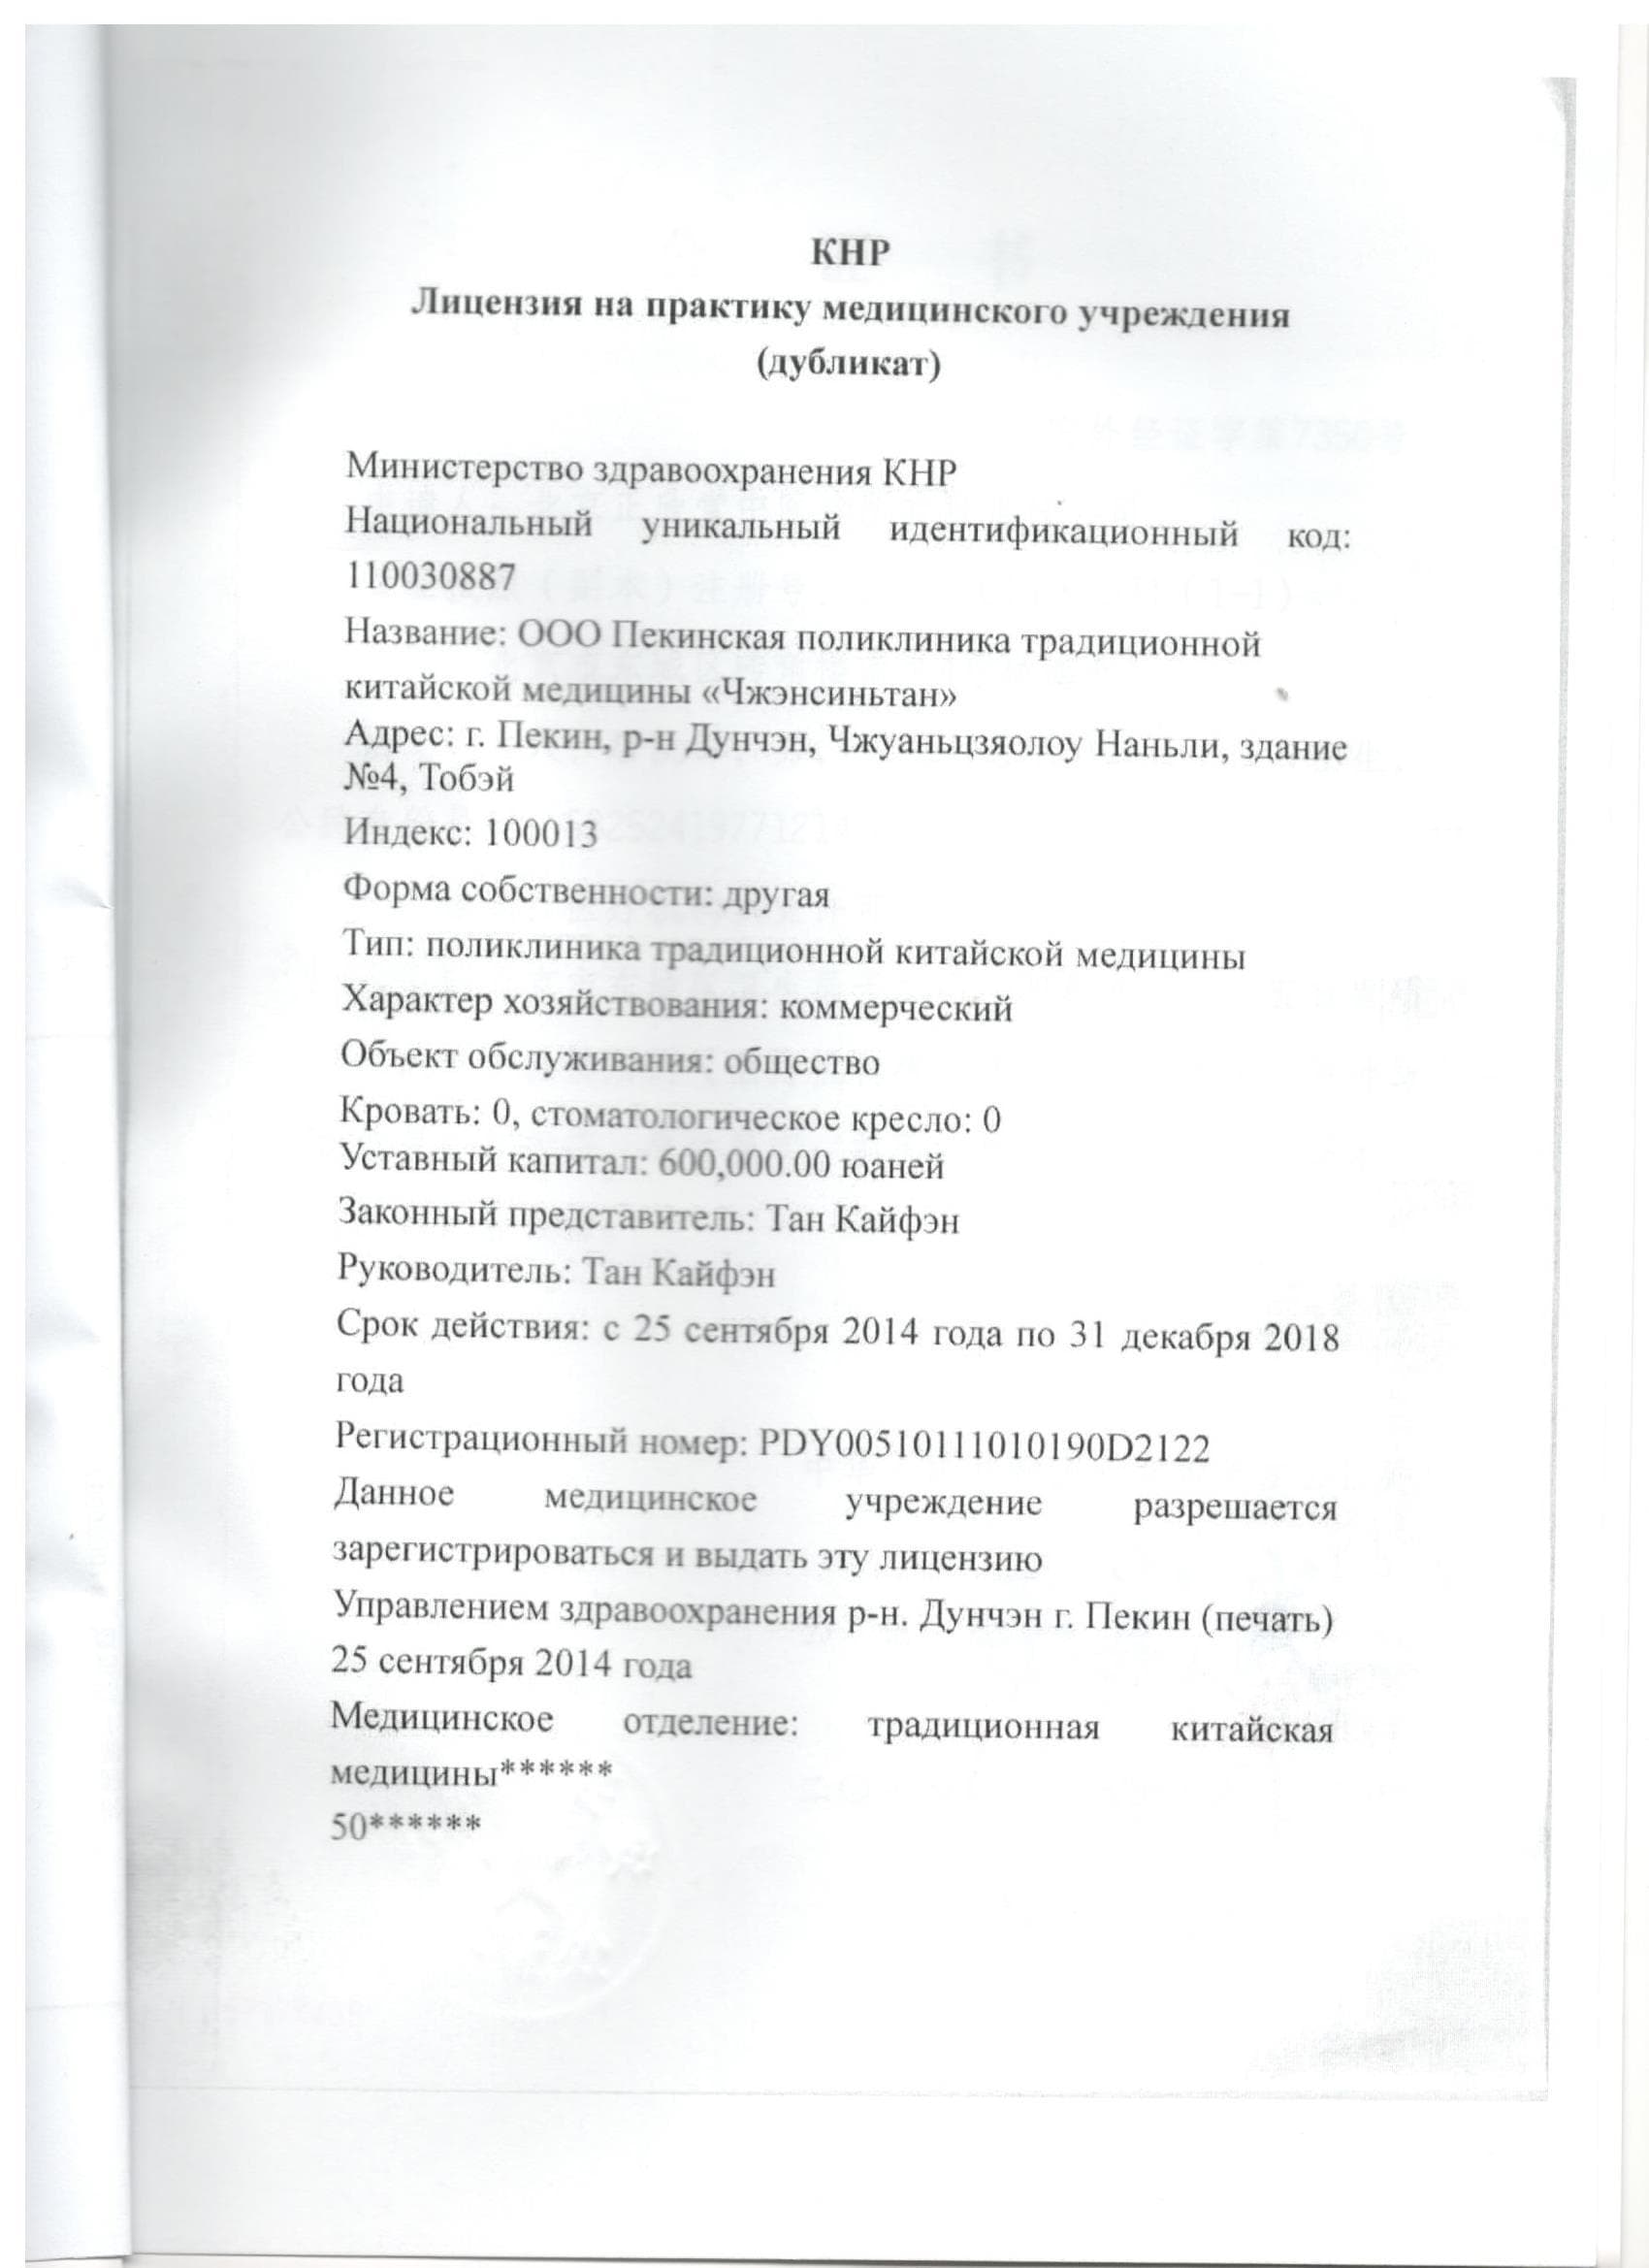 КНР
Лицензия на практику медицинского учреждения
(дубликат)
Министерство здравоохранения КНР
Национальный уникальный идентификационный код:
110030887
Название: ООО Пекинская поликлиника традиционной
китайской медицины «Чжэнсиньтан»
Адрес: г. Пекин, р-н Дунчэн, Чжуаньцзяолоу Наньли, здание
№4, Тобэй
Индекс: 100013
Форма собственности: другая
Тип: поликлиника традиционной китайской медицины
Характер хозяйствования: коммерческий
Объект обслуживания: общество
Кровать: 0, стоматологическое кресло: 0
Уставный капитал: 600,000.00 юаней
Законный представитель: Тан Кайфэн
Руководитель: Тан Кайфэн
Срок действия: с 25 сентября 2014 года по 31 декабря 2018
года
Регистрационный номер: PDY00510111010190D2122
Данное медицинское учреждение разрешается
зарегистрироваться и выдать эту лицензию
Управлением здравоохранения р-н. Дунчэн г. Пекин (печать)
25 сентября 2014 года
Медицинское отделение: традиционная китайская
медицины******
50******